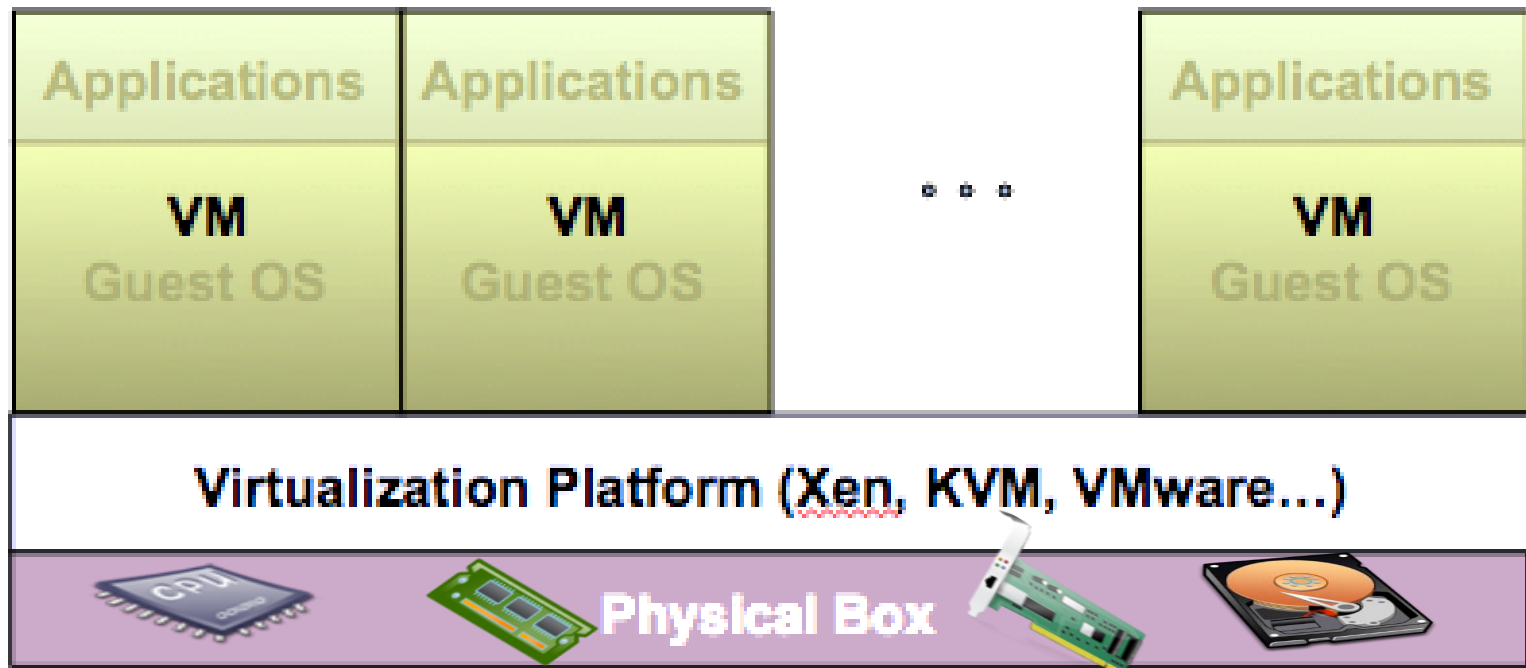 Applications
Applications
Applications
VM
VM
...
VM
Guest OS
Guest OS
Guest OS
Virtualization Platform (Xen, KVM, VMware...)
CPU
Physical Box